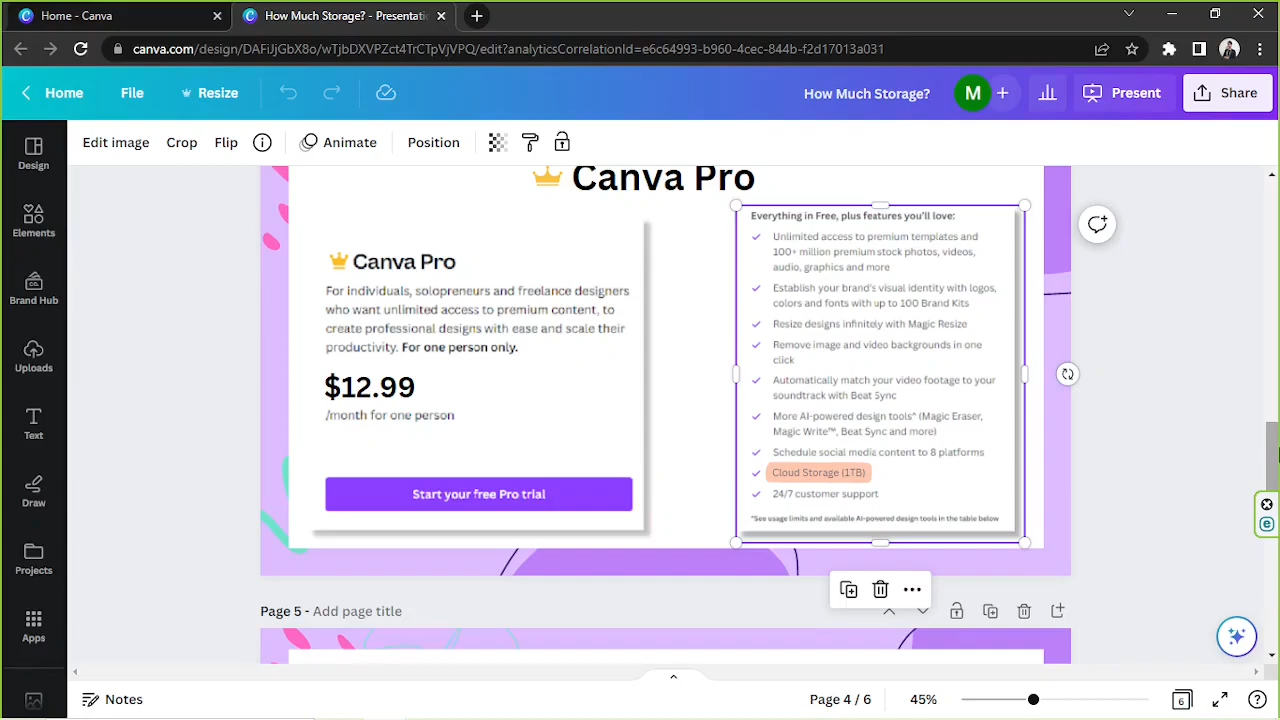 Home - Canva
How Much Storage? - Presentatic
canva.com/design/DAFiJjGbX8o/wTjbDXVPZct4TrCTpVjVPQ/edit?analyticsCorrelationId=e6c64993-b960-4cec-844b-f2d17013a031
Home
File
Resize
How Much Storage?
M
Present
Share
Edit image
Crop
Flip
Animate
Position
Design
Elements
Brand Hub
Uploads
Text
Draw
Projects
Apps
Canva Pro
Canva Pro
For individuals, solopreneurs and freelance designers
who want unlimited access to premium content, to
create professional designs with ease and scale their
productivity. For one person only.
$12.99
/month for one person
Start your free Pro trial
Everything in Free, plus features you'll love:
Unlimited access to premium templates and
100+ million premium stock photos, videos,
audio, graphics and more
Establish your brand's visual identity with logos,
colors and fonts with up to 100 Brand Kits
Resize designs infinitely with Magic Resize
Remove image and video backgrounds in one
click
Automatically match your video footage to your
soundtrack with Beat Sync
More AI-powered design tools* (Magic Eraser,
Magic Write™, Beat Sync and more)
Schedule social media content to 8 platforms
Cloud Storage (1TB)
24/7 customer support
*See usage limits and available AI-powered design tools in the table below
Page 5 - Add page title
Notes
Page 4 / 6
45%
6